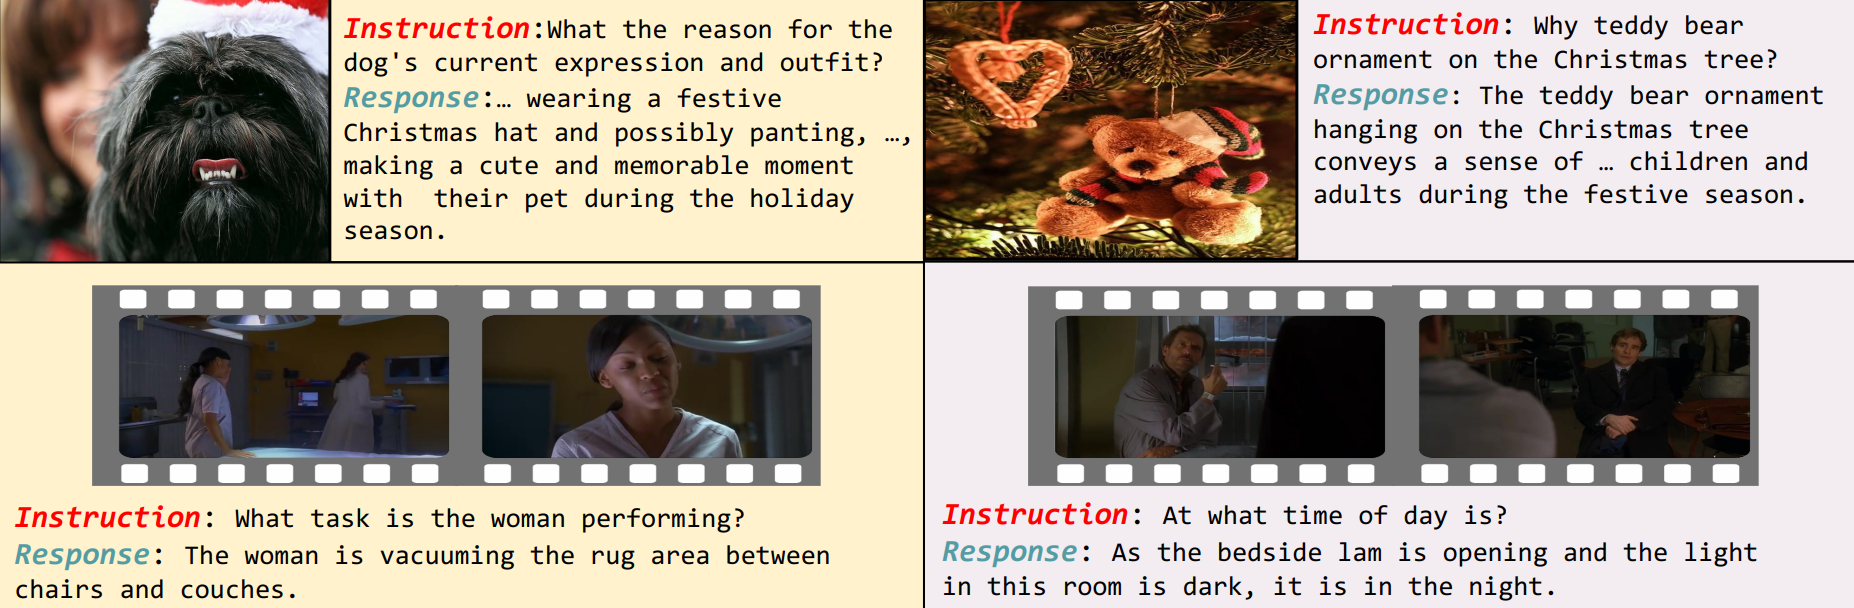 Instruction:What the reason for the
dog's current expression and outfit?
Response:… wearing a festive
Christmas hat and possibly panting, …,
making a cute and memorable moment
with their pet during the holiday
season.
Instruction: Why teddy bear
ornament on the Christmas tree?
Response: The teddy bear ornament
hanging on the Christmas tree
conveys a sense of … children and
adults during the festive season.
Instruction: What task is the woman performing?
Response: The woman is vacuuming the rug area between
chairs and couches.
Instruction: At what time of day is?
Response: As the bedside lam is opening and the light
in this room is dark, it is in the night.